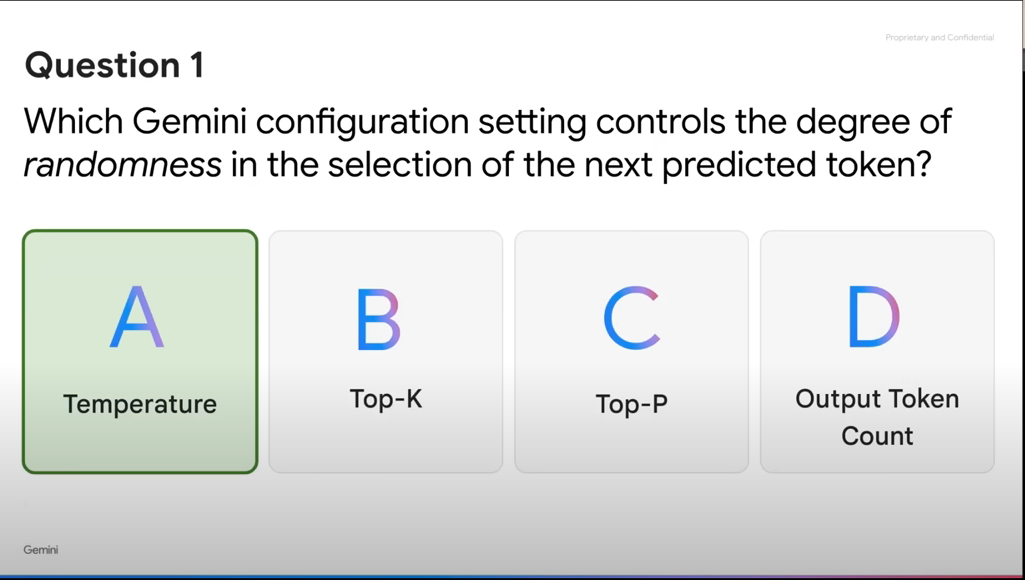 Proprietary and Confidential
Question 1
Which Gemini configuration setting controls the degree of
randomness in the selection of the next predicted token?
A
Temperature
B
Top-K
C
Top-P
D
Output Token
Count
Gemini